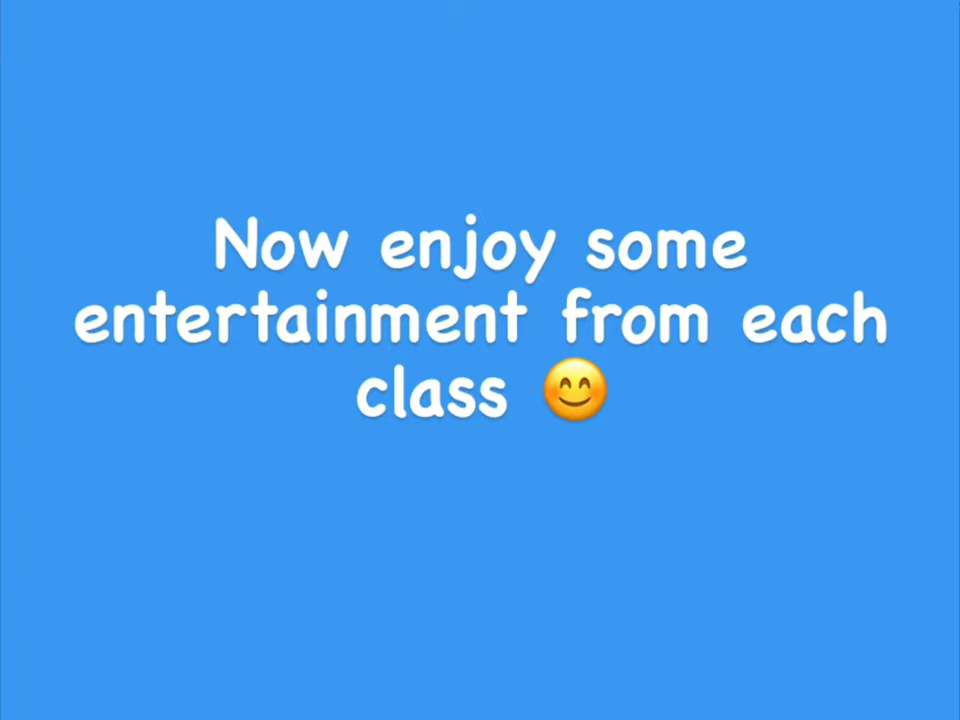 Now enjoy some
entertainment from each
class 😊